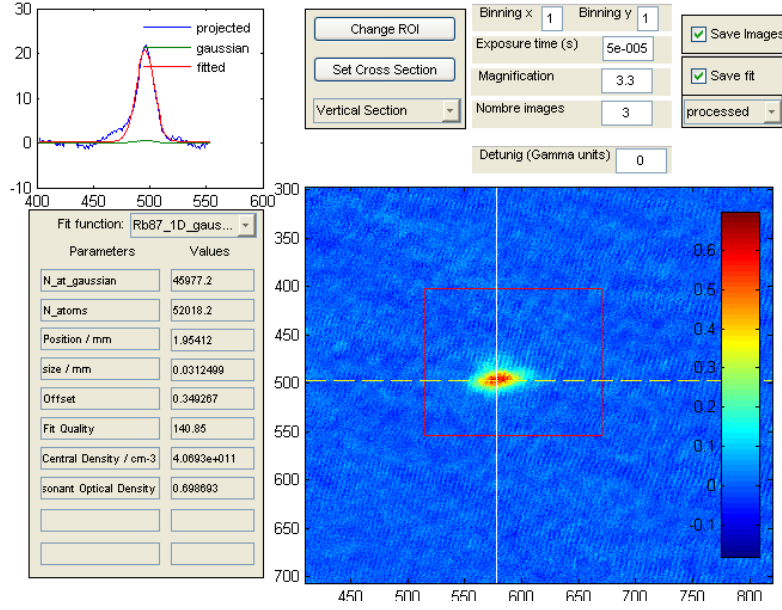 30
20
10
0
-10
400 450 500 550 600
projected
gaussian
fitted
Change ROI
Set Cross Section
Vertical Section
Binning x 1 Binning y 1
Exposure time (s) 5e-005
Magnification 3.3
Nombre images 3
Detunig (Gamma units) 0
Save Images
Save fit
processed
Fit function: Rb87_1D_gaus...
Parameters Values
N_at_gaussian 45977.2
N_atoms 52018.2
Position / mm 1.95412
size / mm 0.0312499
Offset 0.349267
Fit Quality 140.85
Central Density / cm-3 4.0693e+011
sonant Optical Density 0.698693
300
350
400
450
500
550
600
650
700
450 500 550 600 650 700 750 800
0.6
0.5
0.4
0.3
0.2
0.1
0
-0.1